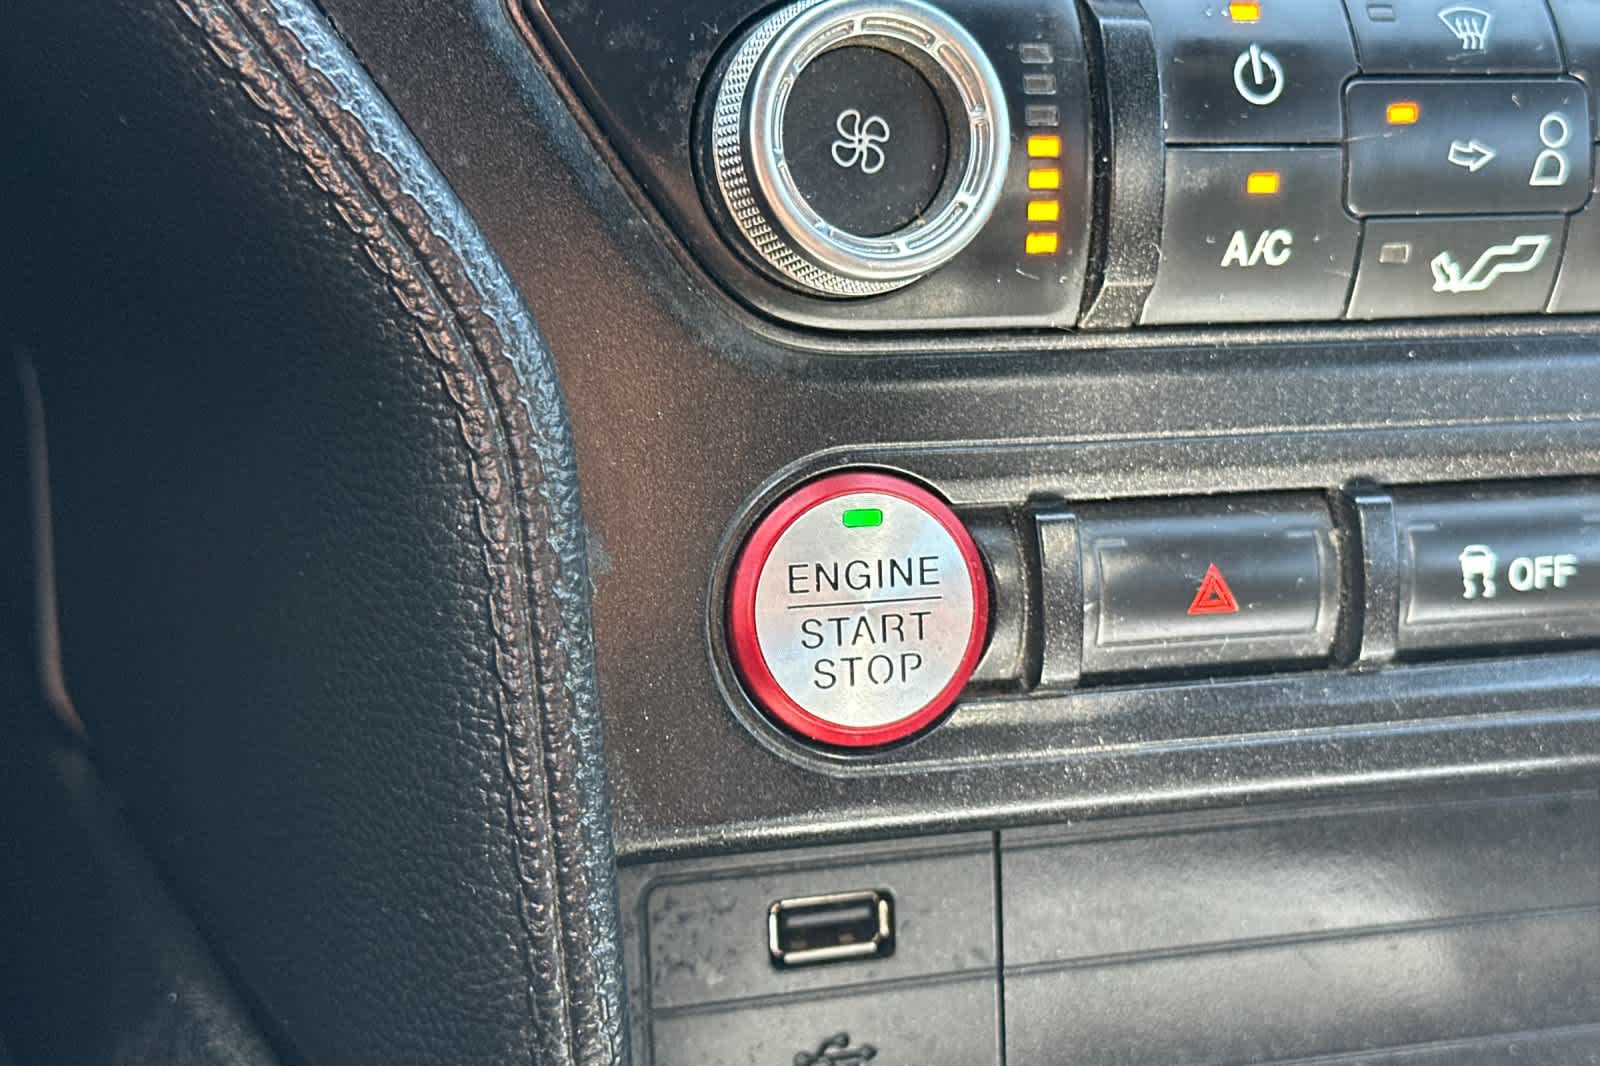 A/C
ENGINE
START
STOP
OFF